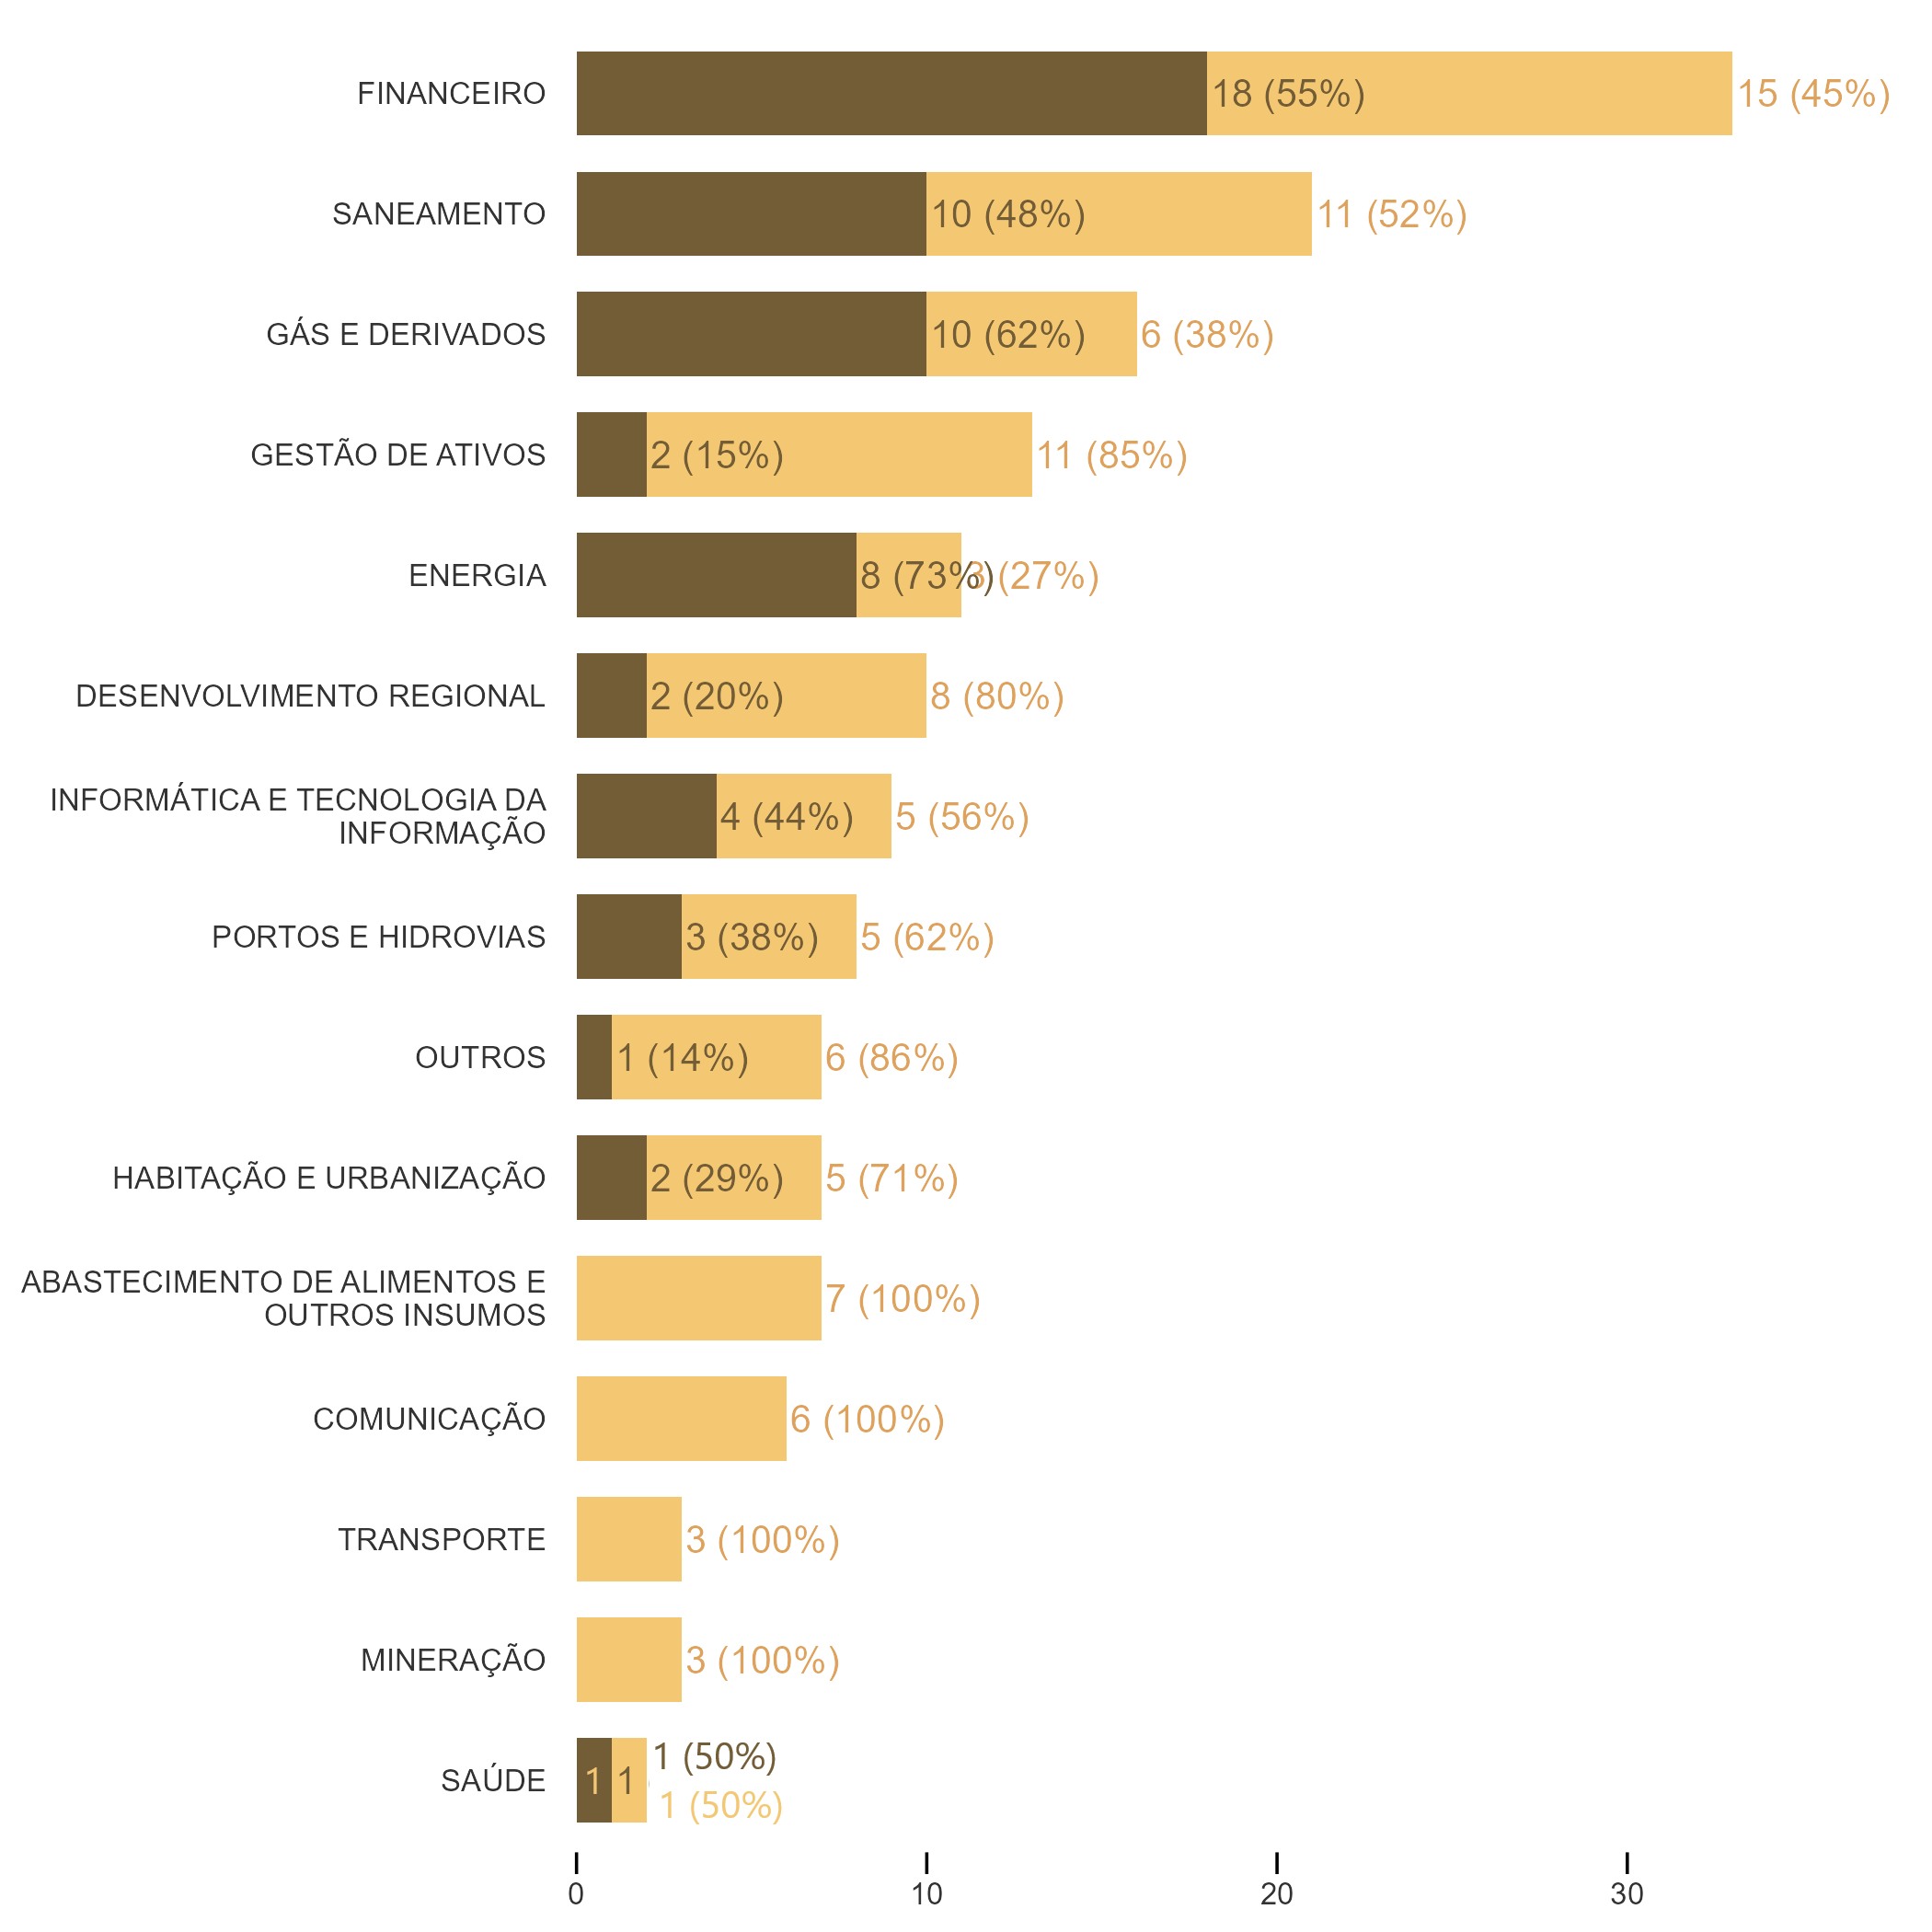 FINANCEIRO 18 (55%) 15 (45%)
SANEAMENTO 10 (48%) 11 (52%)
GÁS E DERIVADOS 10 (62%) 6 (38%)
GESTÃO DE ATIVOS 2 (15%) 11 (85%)
ENERGIA 8 (73%) 3 (27%)
DESENVOLVIMENTO REGIONAL 2 (20%) 8 (80%)
INFORMÁTICA E TECNOLOGIA DA
INFORMAÇÃO 4 (44%) 5 (56%)
PORTOS E HIDROVIAS 3 (38%) 5 (62%)
OUTROS 1 (14%) 6 (86%)
HABITAÇÃO E URBANIZAÇÃO 2 (29%) 5 (71%)
ABASTECIMENTO DE ALIMENTOS E
OUTROS INSUMOS 7 (100%)
COMUNICAÇÃO 6 (100%)
TRANSPORTE 3 (100%)
MINERAÇÃO 3 (100%)
SAÚDE 1 1 1 (50%)
1 (50%)
0 10 20 30